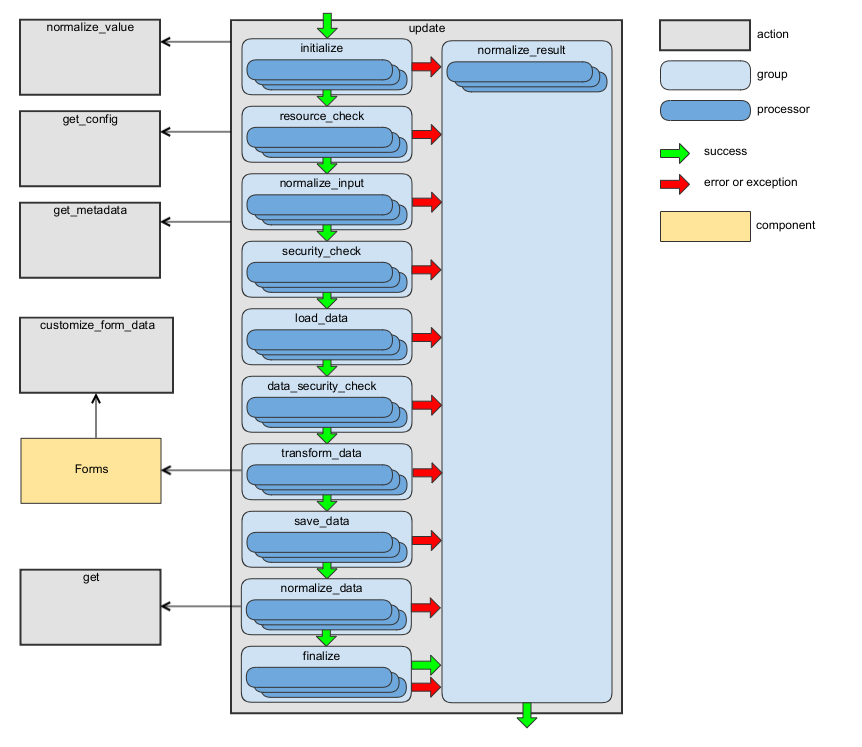 normalize_value
get_config
get_metadata
customize_form_data
Forms
get
update
initialize
resource_check
normalize_input
security_check
load_data
data_security_check
transform_data
save_data
normalize_data
finalize
normalize_result
action
group
processor
success
error or exception
component